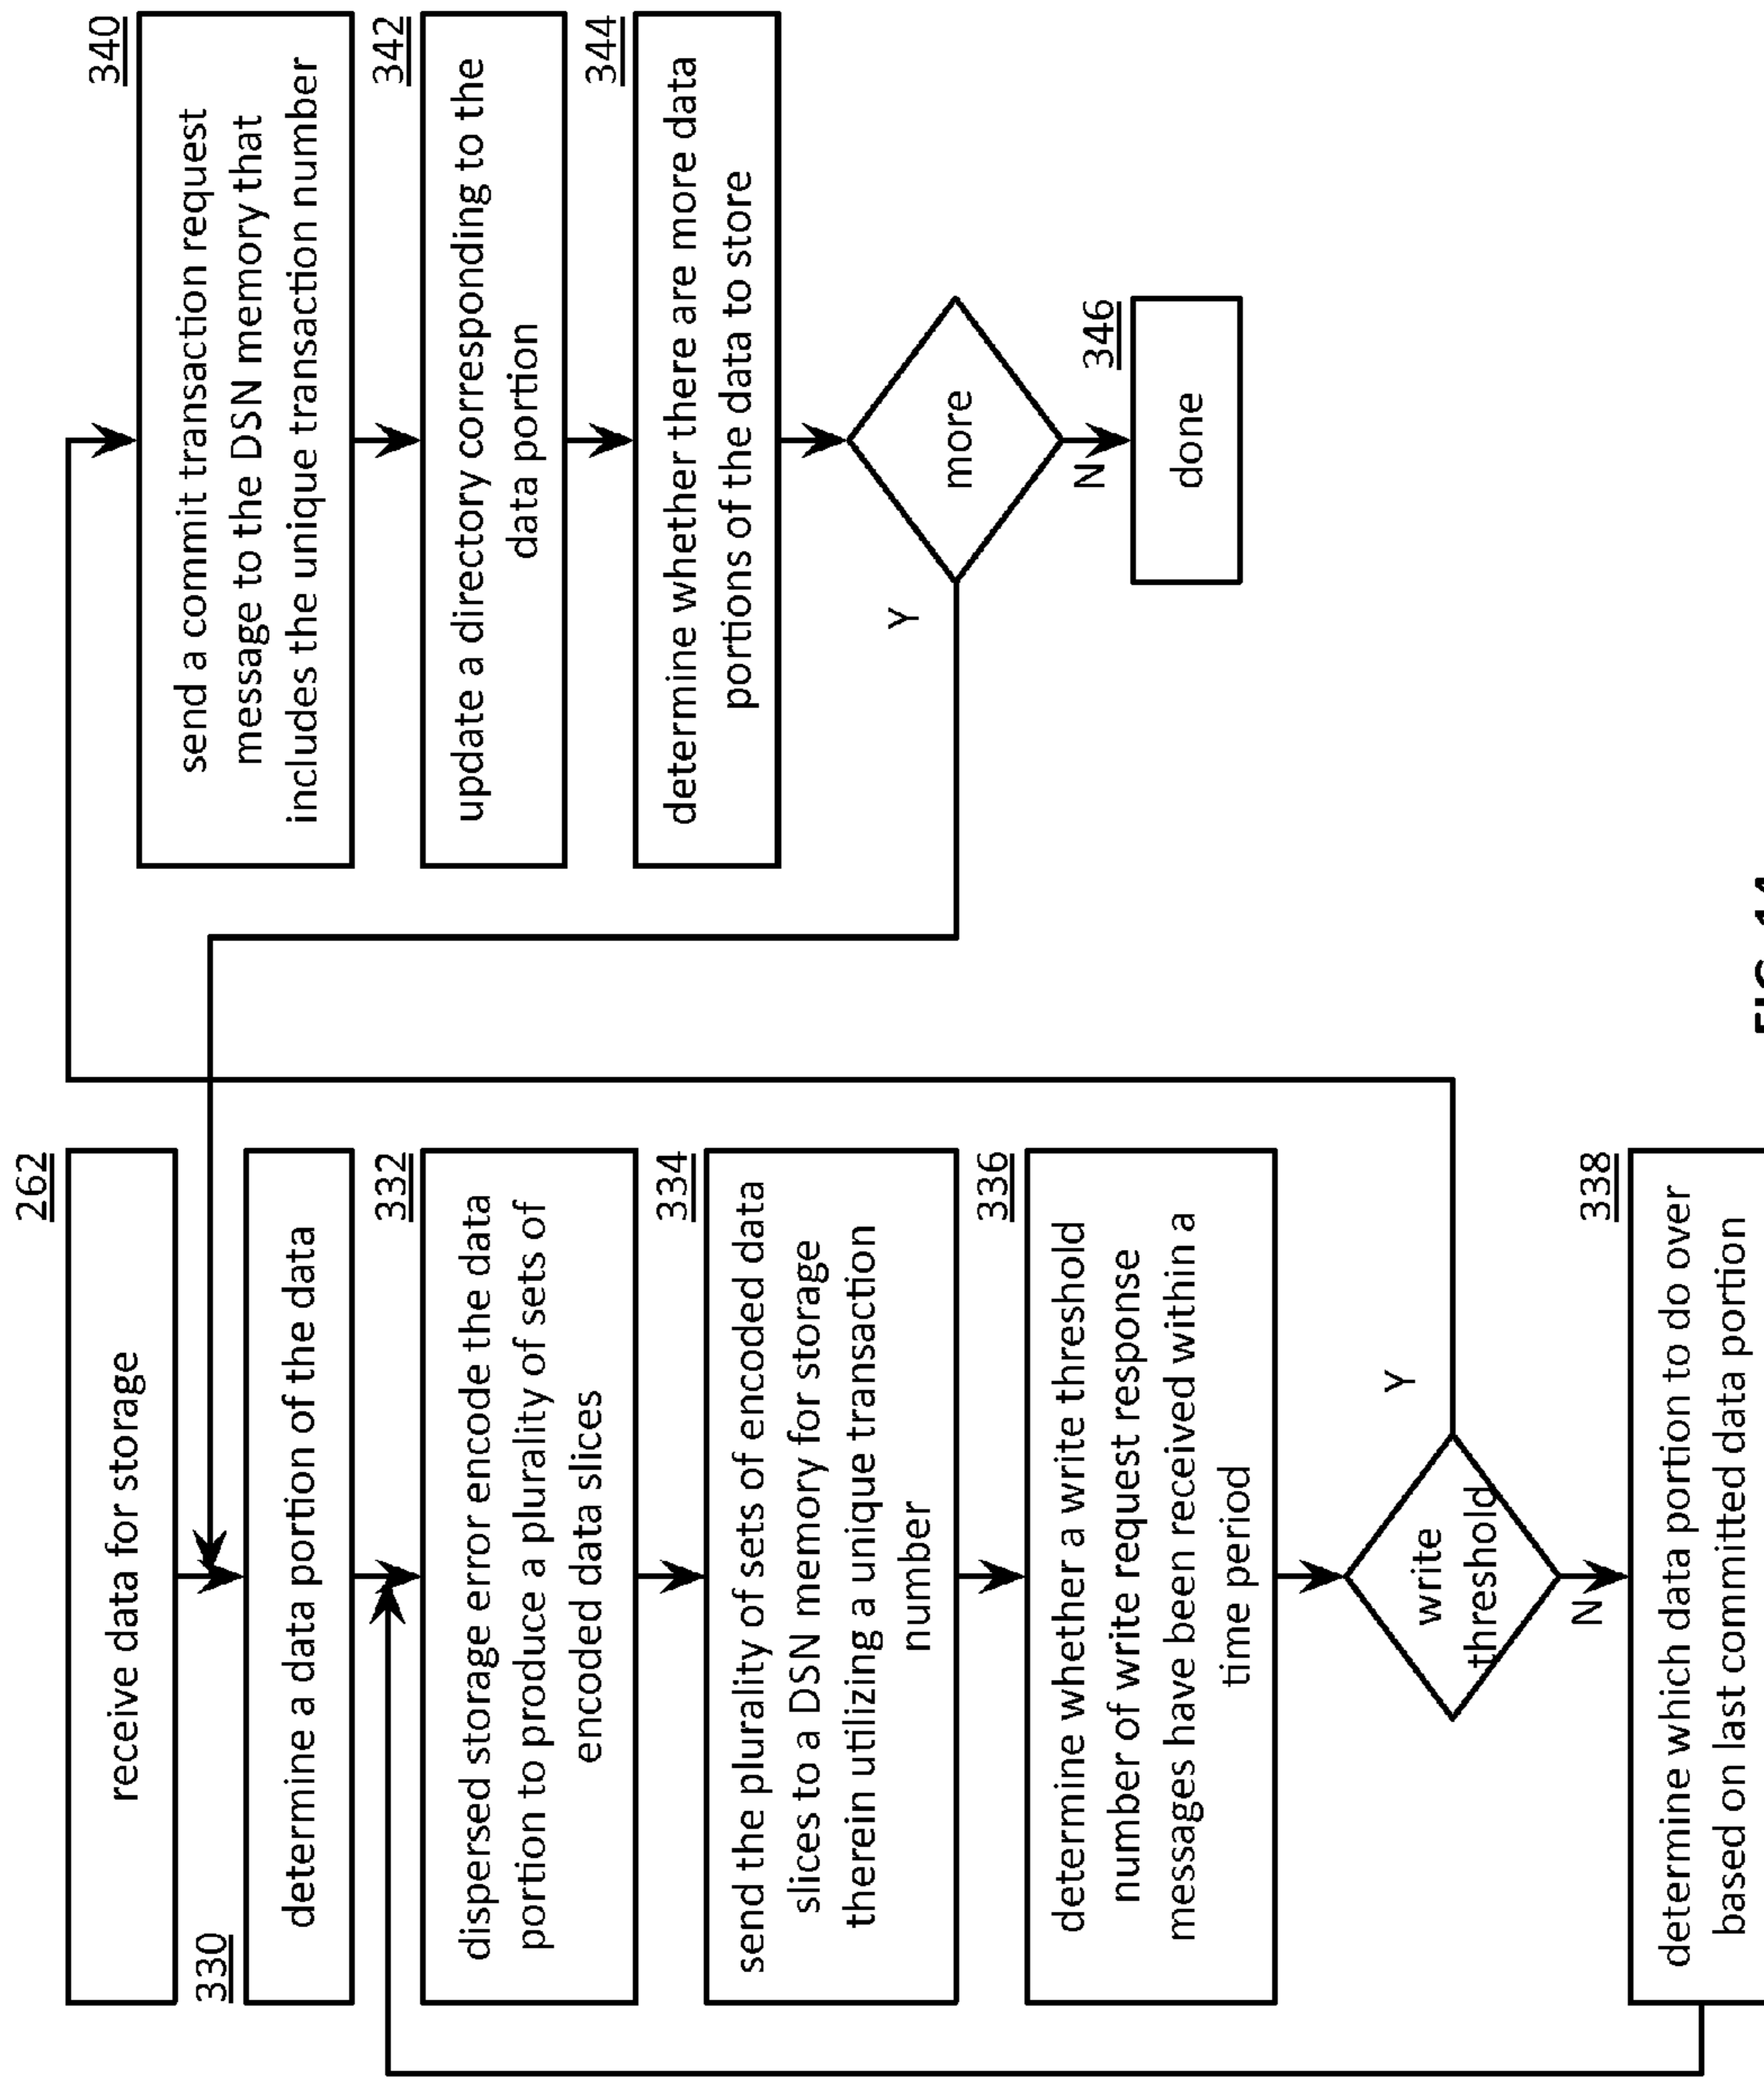 262
receive data for storage
330
determine a data portion of the data
332
dispersed storage error encode the data
portion to produce a plurality of sets of
encoded data slices
334
send the plurality of sets of encoded data
slices to a DSN memory for storage
therein utilizing a unique transaction
number
336
determine whether a write threshold
number of write request response
messages have been received within a
time period
write
threshold
Y
N
338
determine which data portion to do over
based on last committed data portion
340
send a commit transaction request
message to the DSN memory that
includes the unique transaction number
342
update a directory corresponding to the
data portion
344
determine whether there are more data
portions of the data to store
more
Y
N
346
done